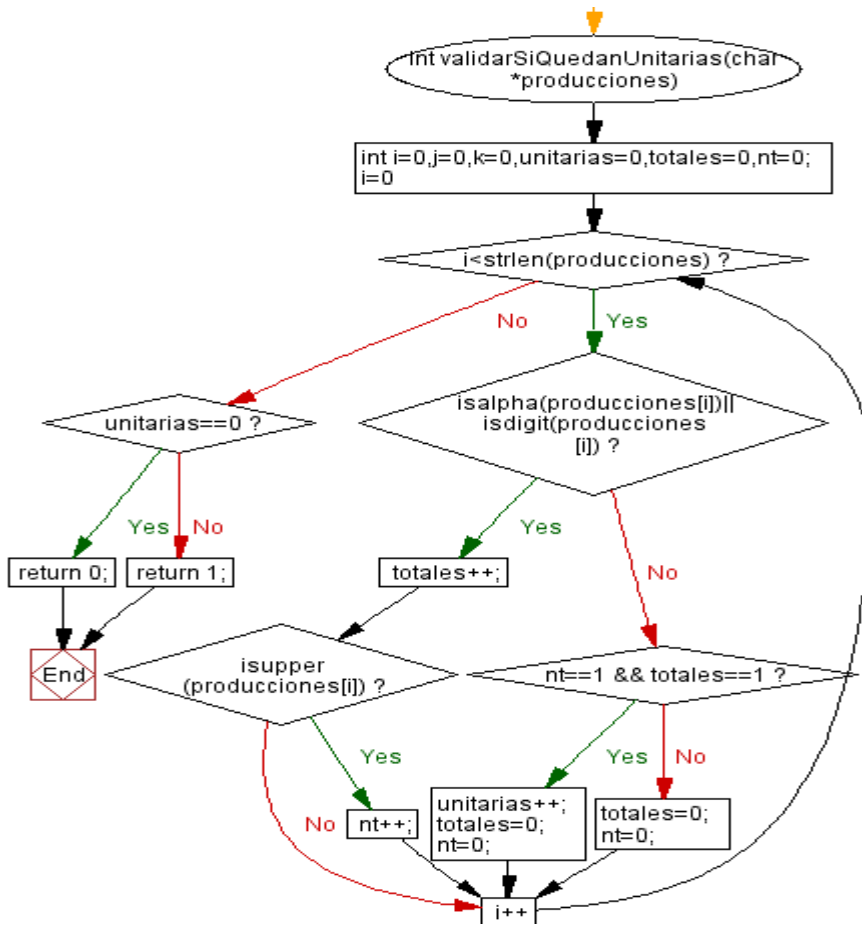 int validarSiQuedanUnitarias(char
*producciones)
int i=0,j=0,k=0,unitarias=0,totales=0,nt=0;
i=0
i<strlen(producciones) ?
No
Yes
unitarias==0 ?
isalpha(producciones[i])||
isdigit(producciones
[i]) ?
Yes
No
Yes
No
return 0;
return 1;
totales++;
End
isupper
(producciones[i]) ?
nt==1 && totales==1 ?
Yes
No
Yes
No
nt++;
unitarias++;
totales=0;
nt=0;
totales=0;
nt=0;
i++